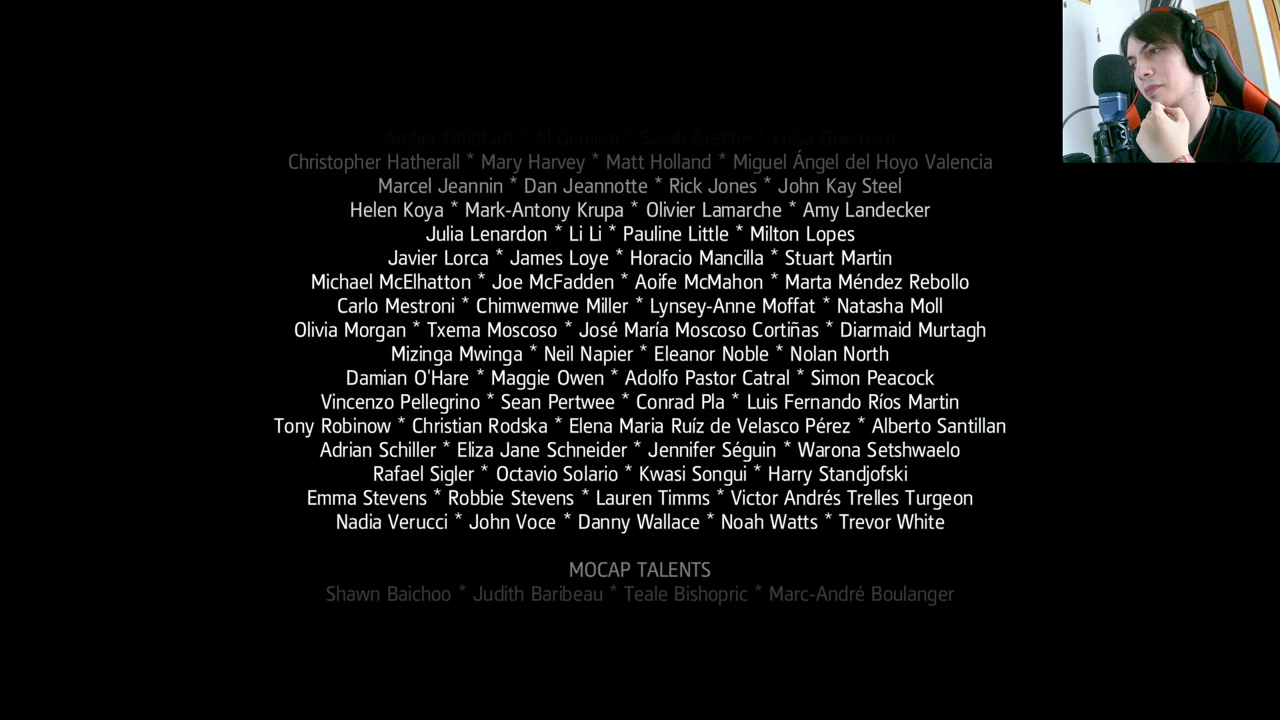 Amber Goldfarb * Al Goulem * Sarah Greene * Luisa Guerreiro
Christopher Hatherall * Mary Harvey * Matt Holland * Miguel Ángel del Hoyo Valencia
Marcel Jeannin * Dan Jeannotte * Rick Jones * John Kay Steel
Helen Koya * Mark-Antony Krupa * Olivier Lamarche * Amy Landecker
Julia Lenardon * Li Li * Pauline Little * Milton Lopes
Javier Lorca * James Loye * Horacio Mancilla * Stuart Martin
Michael McElhatton * Joe McFadden * Aoife McMahon * Marta Méndez Rebollo
Carlo Mestroni * Chimwemwe Miller * Lynsey-Anne Moffat * Natasha Moll
Olivia Morgan * Txema Moscoso * José María Moscoso Cortiñas * Diarmaid Murtagh
Mizinga Mwinga * Neil Napier * Eleanor Noble * Nolan North
Damian O'Hare * Maggie Owen * Adolfo Pastor Catral * Simon Peacock
Vincenzo Pellegrino * Sean Pertwee * Conrad Pla * Luis Fernando Ríos Martin
Tony Robinow * Christian Rodska * Elena Maria Ruíz de Velasco Pérez * Alberto Santillan
Adrian Schiller * Eliza Jane Schneider * Jennifer Séguin * Warona Setshwaelo
Rafael Sigler * Octavio Solario * Kwasi Songui * Harry Standjofski
Emma Stevens * Robbie Stevens * Lauren Timms * Victor Andrés Trelles Turgeon
Nadia Verucci * John Voce * Danny Wallace * Noah Watts * Trevor White
MOCAP TALENTS
Shawn Baichoo * Judith Baribeau * Teale Bishopric * Marc-André Boulanger